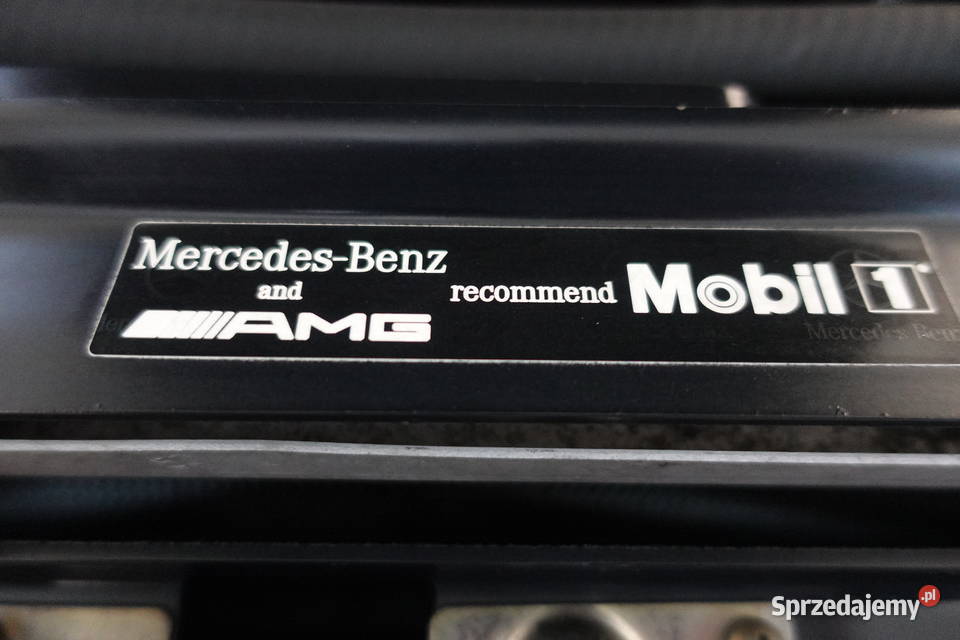 Mercedes-Benz
and
AMG
recommend Mobil 1
Mercedes Benz
Sprzedajemy.pl